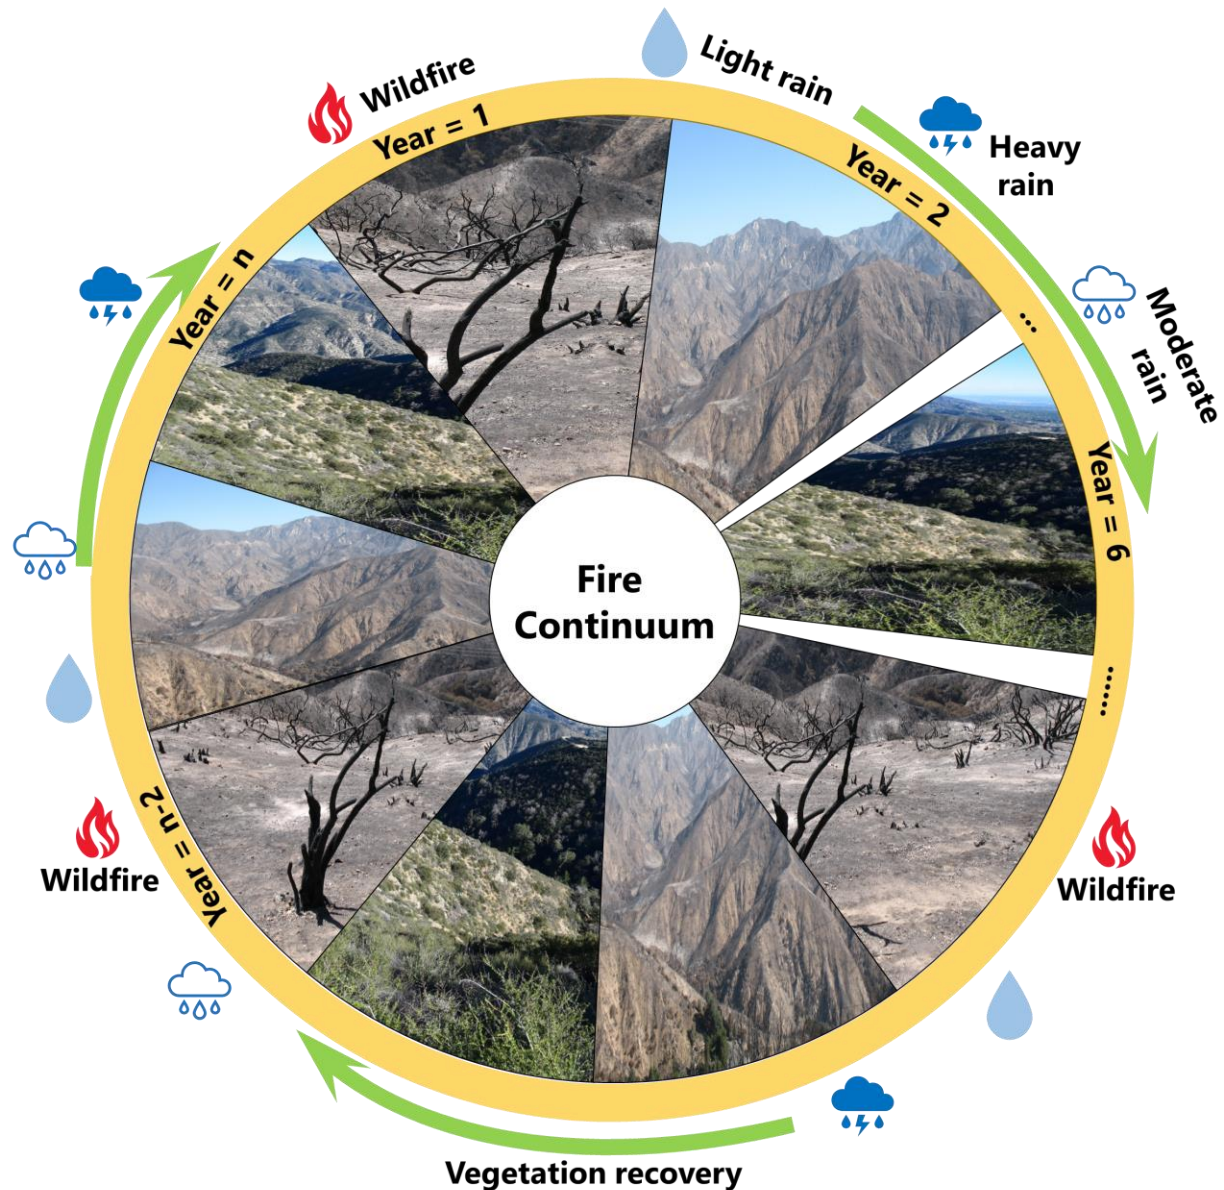 Wildfire
Year = 1
Light rain
Year = 2
Heavy
rain
...
Moderate
rain
Year = 6
......
Wildfire
Vegetation recovery
Year = n-2
Wildfire
Year = n
Fire
Continuum